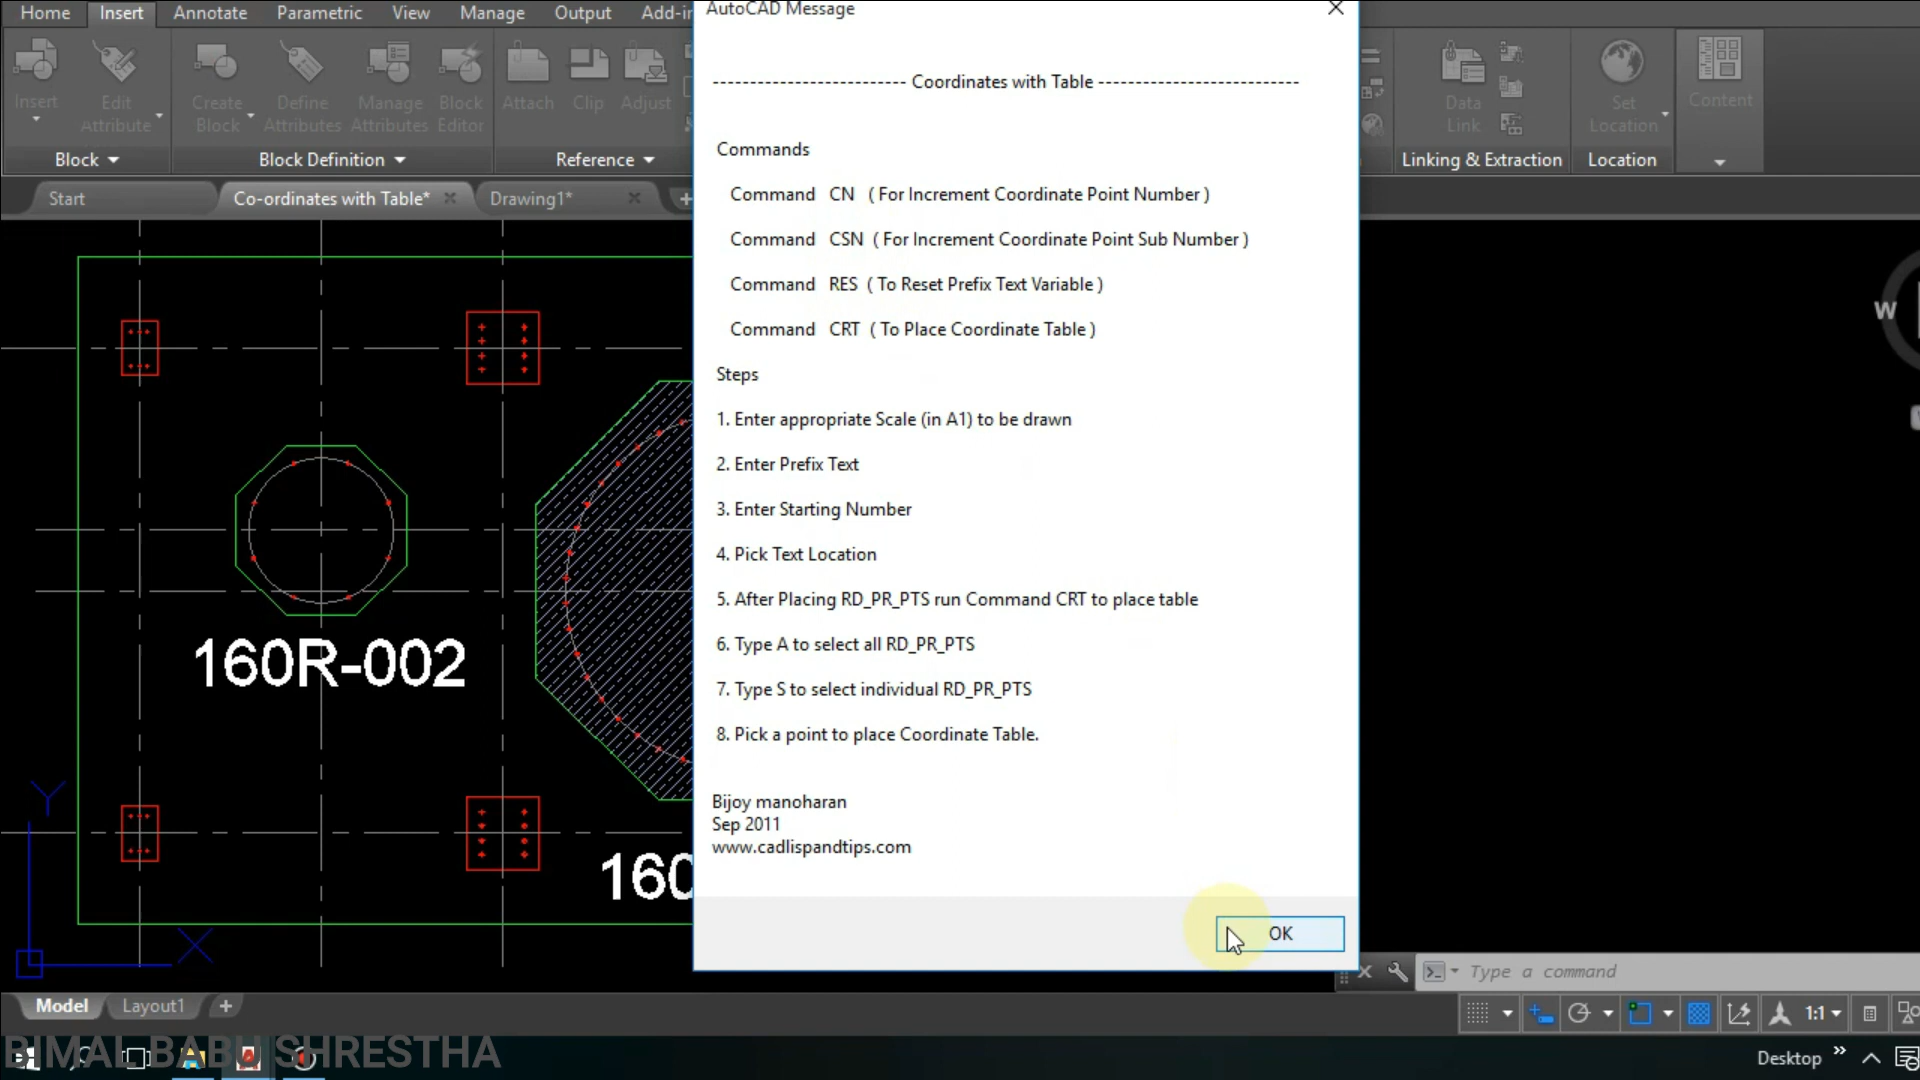 Home Insert Annotate Parametric View Manage Output Add-in
AutoCAD Message
Insert
Edit
Attribute
Create
Block
Define
Attributes
Manage
Attributes
Block
Editor
Attach
Clip
Adjust
Data
Link
Set
Location
Content
Block Block Definition Reference Linking & Extraction Location
Start Co-ordinates with Table* Drawing1*
-------------------------- Coordinates with Table ---------------------------
Commands
Command CN ( For Increment Coordinate Point Number )
Command CSN ( For Increment Coordinate Point Sub Number )
Command RES ( To Reset Prefix Text Variable )
Command CRT ( To Place Coordinate Table )
Steps
1. Enter appropriate Scale (in A1) to be drawn
2. Enter Prefix Text
3. Enter Starting Number
4. Pick Text Location
5. After Placing RD_PR_PTS run Command CRT to place table
6. Type A to select all RD_PR_PTS
7. Type S to select individual RD_PR_PTS
8. Pick a point to place Coordinate Table.
Bijoy manoharan
Sep 2011
www.cadlispandtips.com
OK
W
160R-002
160
Y
X
Type a command
Model Layout1
1:1
BIMAL BABU SHRESTHA
Desktop